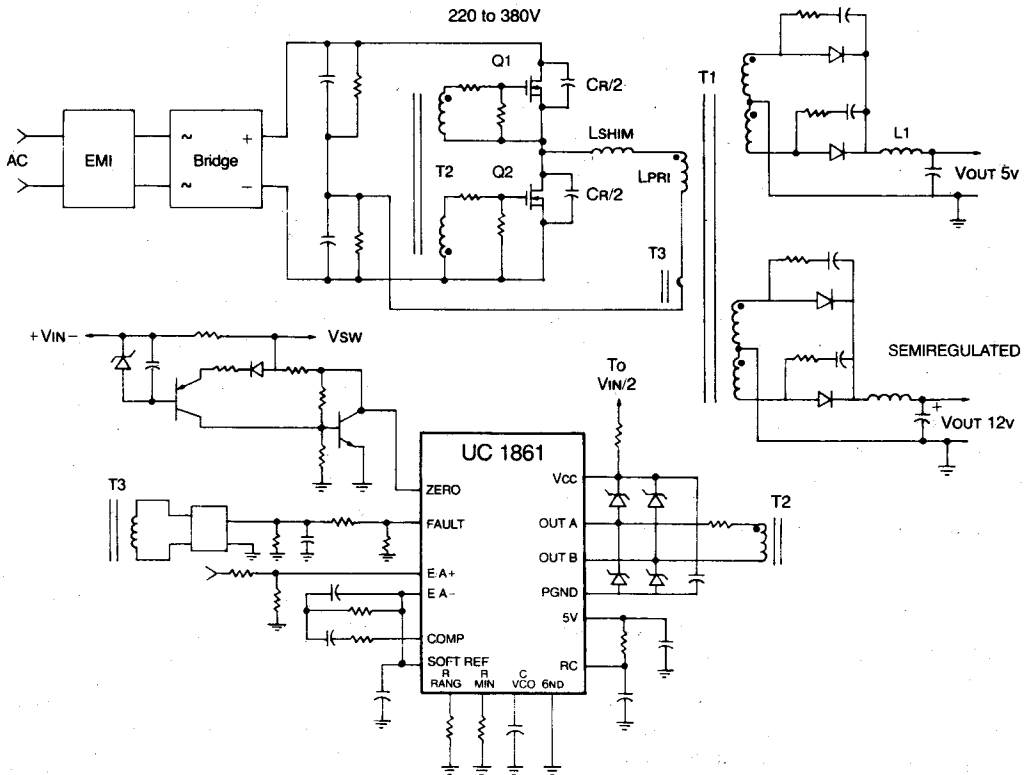 220 to 380V
Q1
CR/2
T1
AC
EMI
~
+
Bridge
~
−
T2
Q2
LSHIM
LPRI
CR/2
T3
L1
VOUT 5v
+VIN−
VSW
SEMIREGULATED
+
VOUT 12v
To
VIN/2
UC 1861
ZERO
VCC
T3
T2
FAULT
OUT A
E/A+
OUT B
E A−
PGND
COMP
5V
SOFT REF
RC
R
RANG
R
MIN
C
VCO
GND